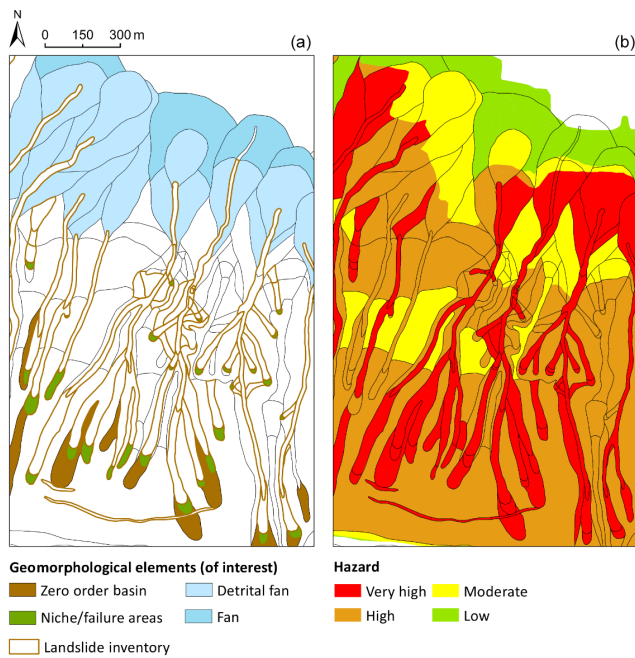 N
0 150 300 m
(a) (b)
Geomorphological elements (of interest)
Zero order basin Detrital fan
Niche/failure areas Fan
Landslide inventory
Hazard
Very high Moderate
High Low